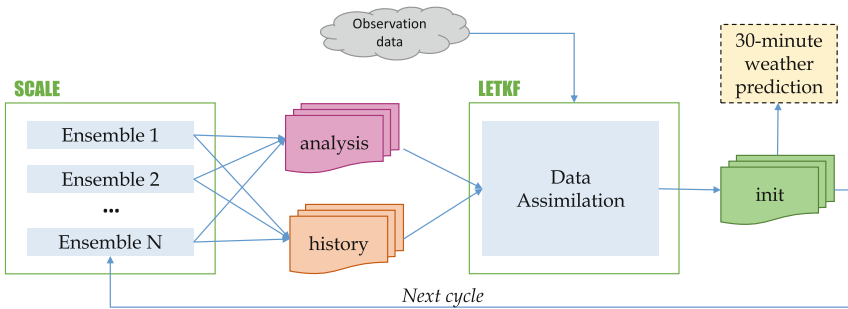 Observation
data
30-minute
weather
prediction
SCALE
LETKF
Ensemble 1
analysis
Ensemble 2
Data
Assimilation
...
init
Ensemble N
history
Next cycle